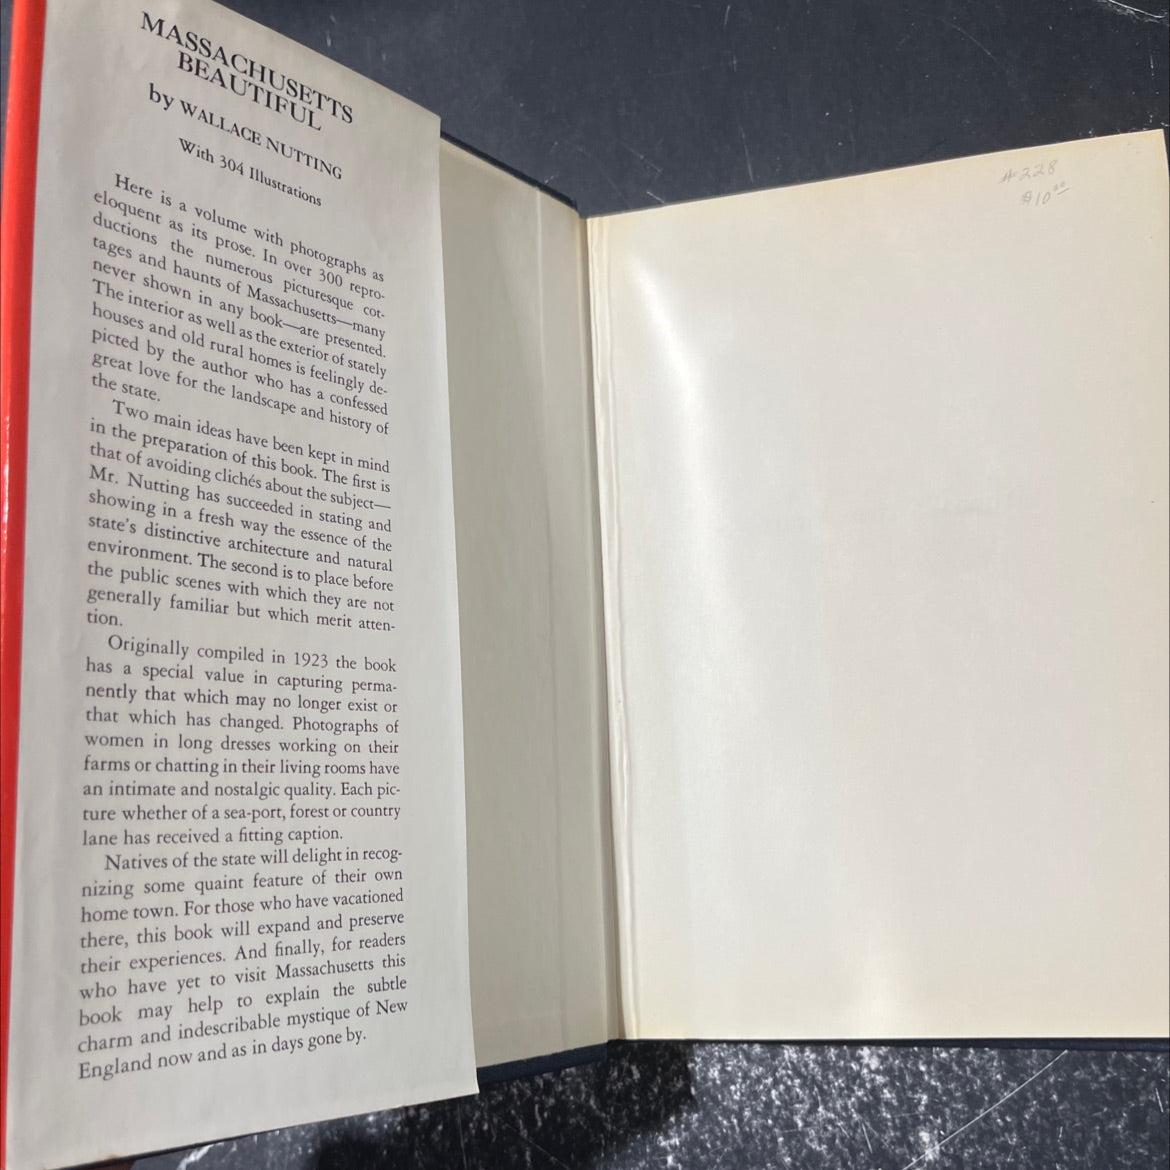 MASSACHUSETTS
BEAUTIFUL
by WALLACE NUTTING
With 304 Illustrations
Here is a volume with photographs as
eloquent as its prose. In over 300 repro-
ductions the numerous picturesque cot-
tages and haunts of Massachusetts—many
never shown in any book—are presented.
The interior as well as the exterior of stately
houses and old rural homes is feelingly de-
picted by the author who has a confessed
great love for the landscape and history of
the state.
Two main ideas have been kept in mind
in the preparation of this book. The first is
that of avoiding clichés about the subject—
Mr. Nutting has succeeded in stating and
showing in a fresh way the essence of the
state's distinctive architecture and natural
environment. The second is to place before
the public scenes with which they are not
generally familiar but which merit atten-
tion.
Originally compiled in 1923 the book
has a special value in capturing perma-
nently that which may no longer exist or
that which has changed. Photographs of
women in long dresses working on their
farms or chatting in their living rooms have
an intimate and nostalgic quality. Each pic-
ture whether of a sea-port, forest or country
lane has received a fitting caption.
Natives of the state will delight in recog-
nizing some quaint feature of their own
home town. For those who have vacationed
there, this book will expand and preserve
their experiences. And finally, for readers
who have yet to visit Massachusetts this
book may help to explain the subtle
charm and indescribable mystique of New
England now and as in days gone by.
#228
$10.00